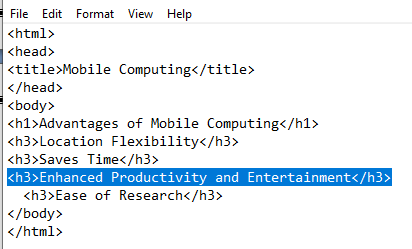 File Edit Format View Help
<html>
<head>
<title>Mobile Computing</title>
</head>
<body>
<h1>Advantages of Mobile Computing</h1>
<h3>Location Flexibility</h3>
<h3>Saves Time</h3>
<h3>Enhanced Productivity and Entertainment</h3>
<h3>Ease of Research</h3>
</body>
</html>